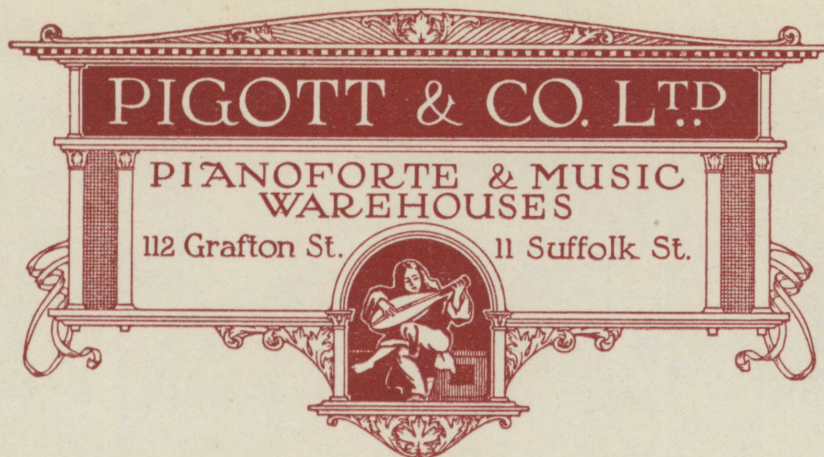 PIGOTT & CO. LTD
PIANOFORTE & MUSIC
WAREHOUSES
112 Grafton St. 11 Suffolk St.